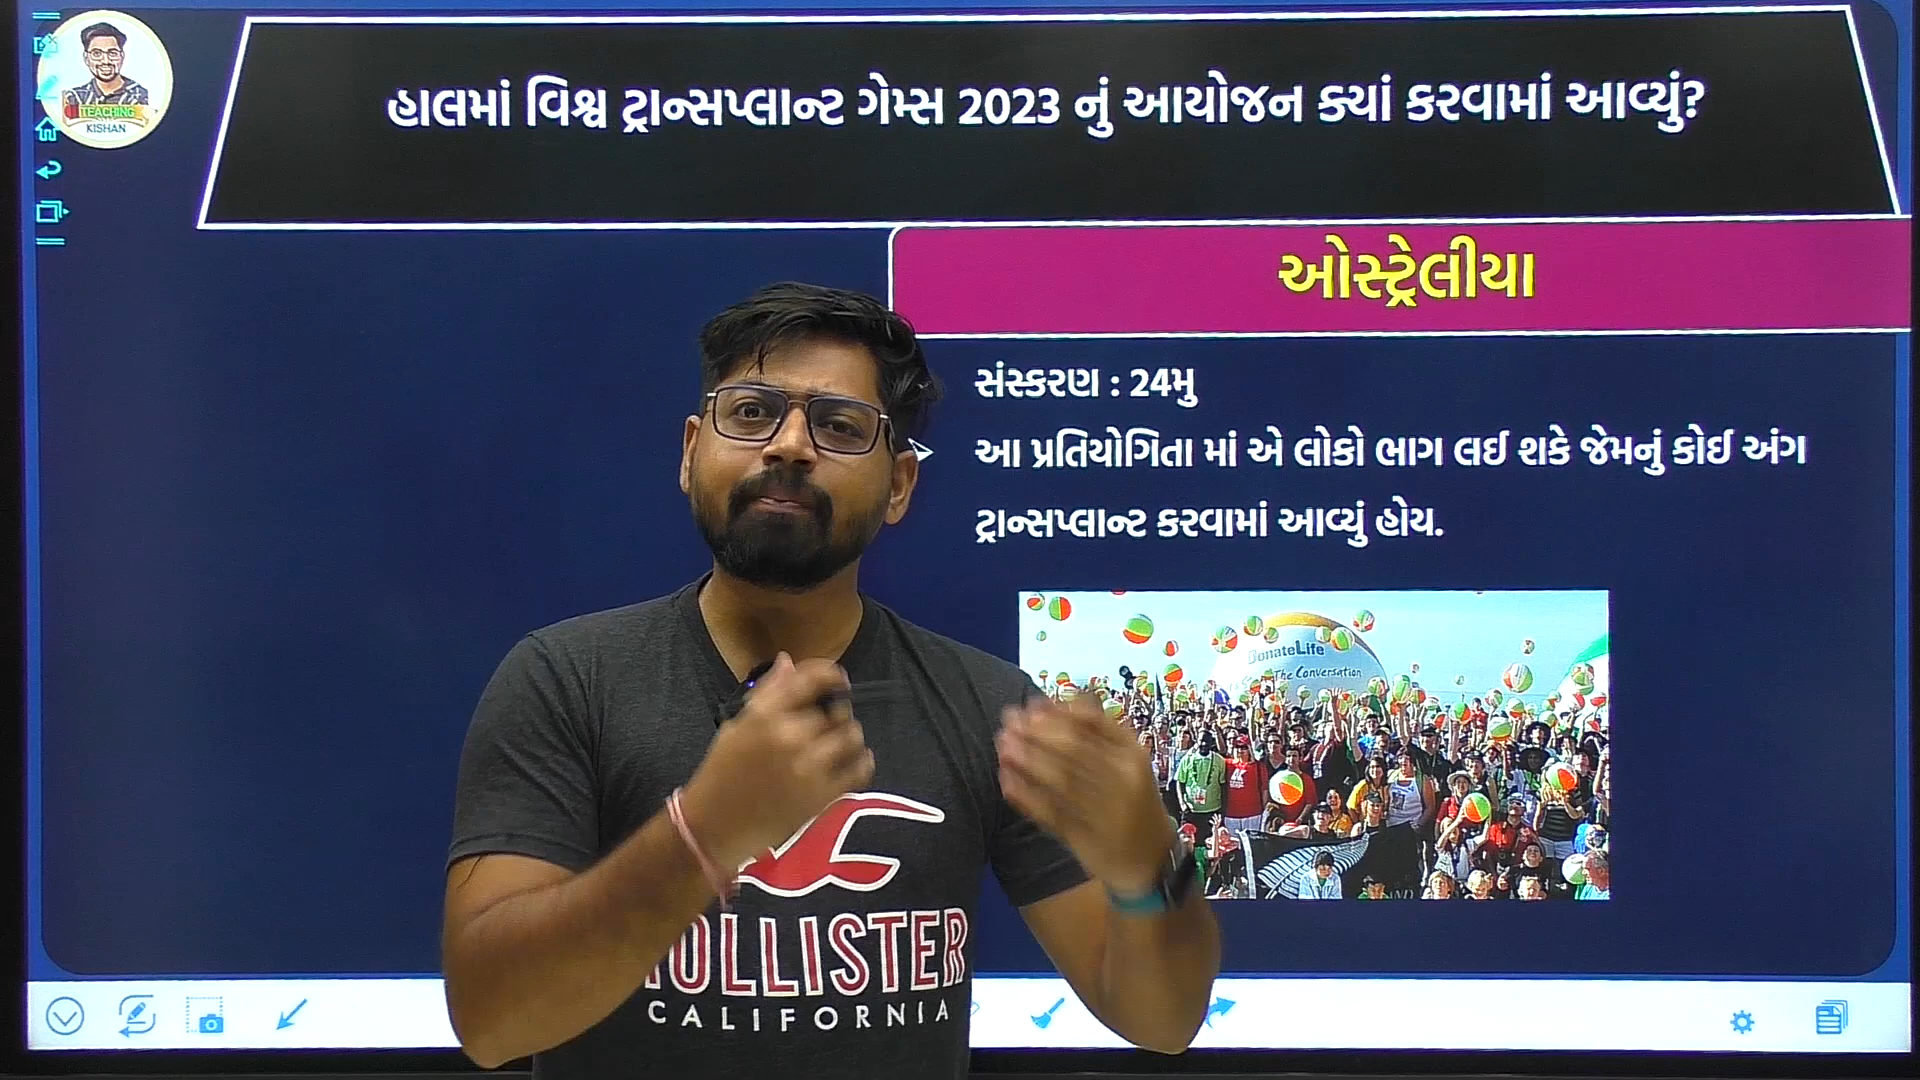 TEACHING
KISHAN
હાલમાં વિશ્વ ટ્રાન્સપ્લાન્ટ ગેમ્સ 2023 નું આયોજન ક્યાં કરવામાં આવ્યું?
ઓસ્ટ્રેલીયા
સંસ્કરણ : 24મુ
આ પ્રતિયોગિતા માં એ લોકો ભાગ લઈ શકે જેમનું કોઈ અંગ
ટ્રાન્સપ્લાન્ટ કરવામાં આવ્યું હોય.
DonateLife
The Conversation
HOLLISTER
CALIFORNIA